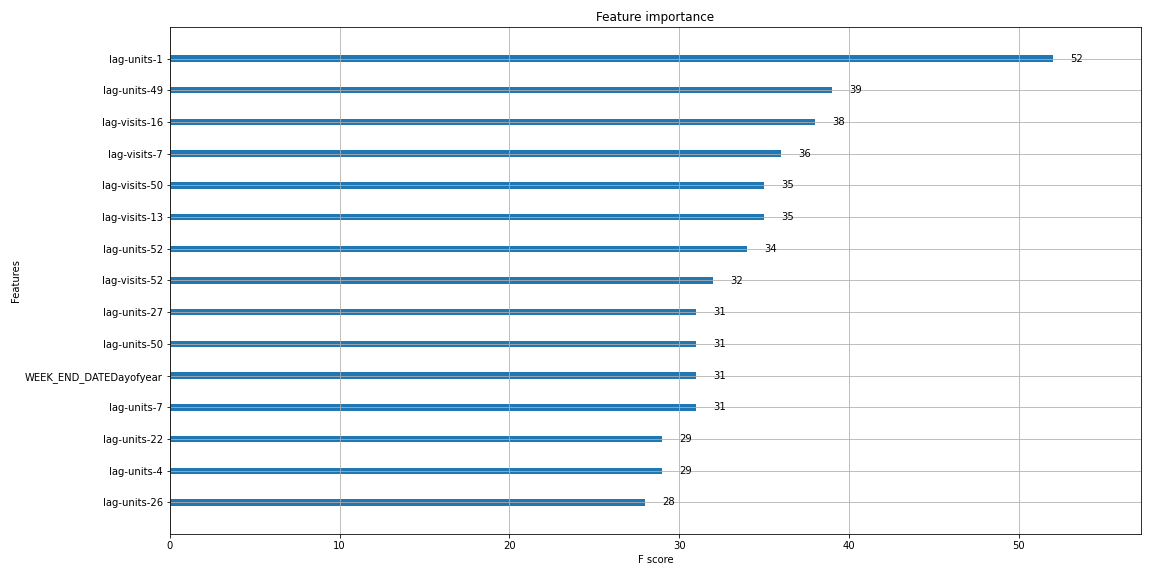 Feature importance
lag-units-1 52
lag-units-49 39
lag-visits-16 38
lag-visits-7 36
lag-visits-50 35
lag-visits-13 35
lag-units-52 34
lag-visits-52 32
lag-units-27 31
lag-units-50 31
WEEK_END_DATEDayofyear 31
lag-units-7 31
lag-units-22 29
lag-units-4 29
lag-units-26 28
Features
0 10 20 30 40 50
F score